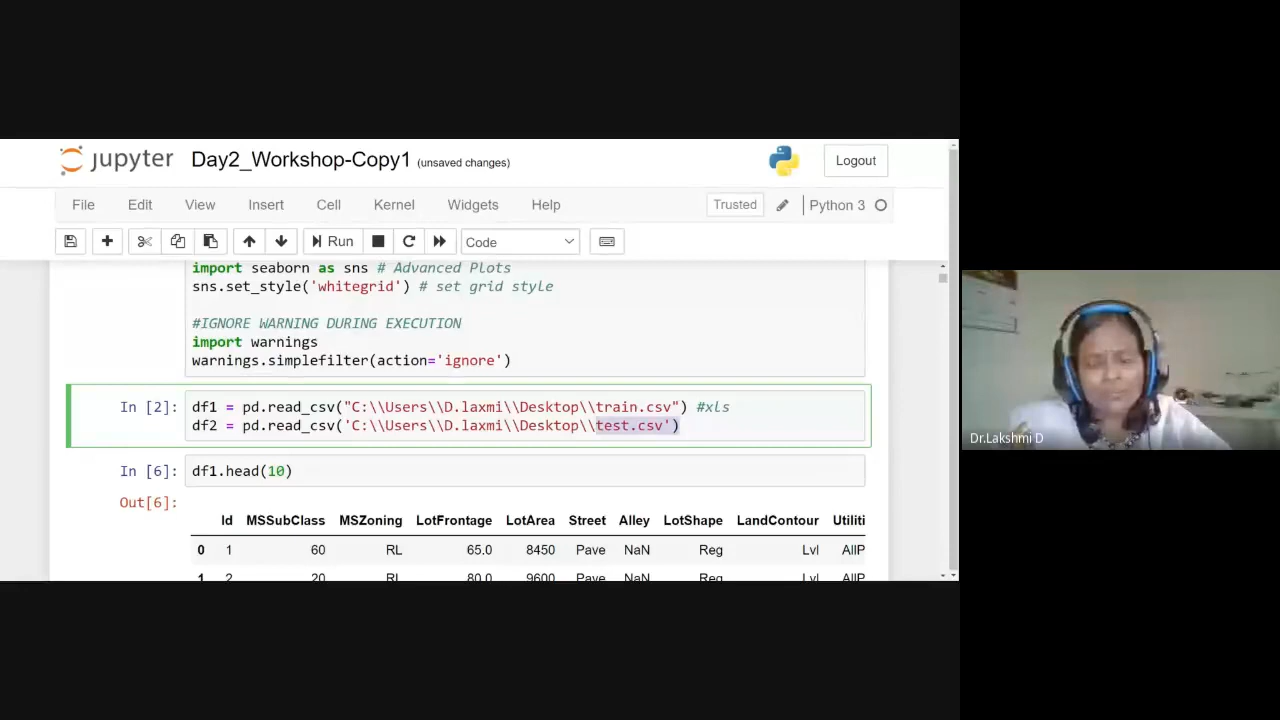 jupyter Day2_Workshop-Copy1 (unsaved changes) Logout
File Edit View Insert Cell Kernel Widgets Help Trusted Python 3
Run Code
import seaborn as sns # Advanced Plots
sns.set_style('whitegrid') # set grid style
#IGNORE WARNING DURING EXECUTION
import warnings
warnings.simplefilter(action='ignore')
In [2]: df1 = pd.read_csv("C:\\Users\\D.laxmi\\Desktop\\train.csv") #xls
df2 = pd.read_csv('C:\\Users\\D.laxmi\\Desktop\\test.csv')
In [6]: df1.head(10)
Out[6]:
Id MSSubClass MSZoning LotFrontage LotArea Street Alley LotShape LandContour Utiliti
0 1 60 RL 65.0 8450 Pave NaN Reg Lvl AllP
1 2 20 RL 80.0 9600 Pave NaN Reg Lvl AllP
Dr.Lakshmi D